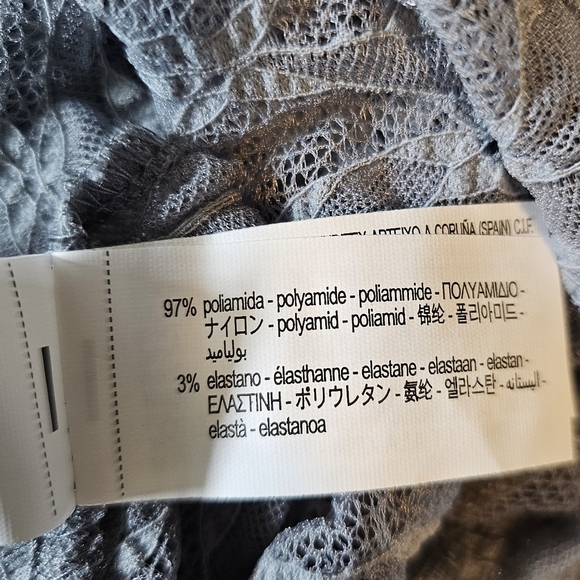 ARTEIXO A CORUÑA (SPAIN) C.I.F.
97% poliamida - polyamide - poliammide - ΠΟΛΥΑΜΙΔΙΟ -
ナイロン - polyamid - poliamid - 锦纶 - 폴리아미드 -
بولياميد
3% elastano - élasthanne - elastane - elastaan - elastan -
ΕΛΑΣΤΙΝΗ - ポリウレタン - 氨纶 - 엘라스탄 - اليستانه -
elastà - elastanoa